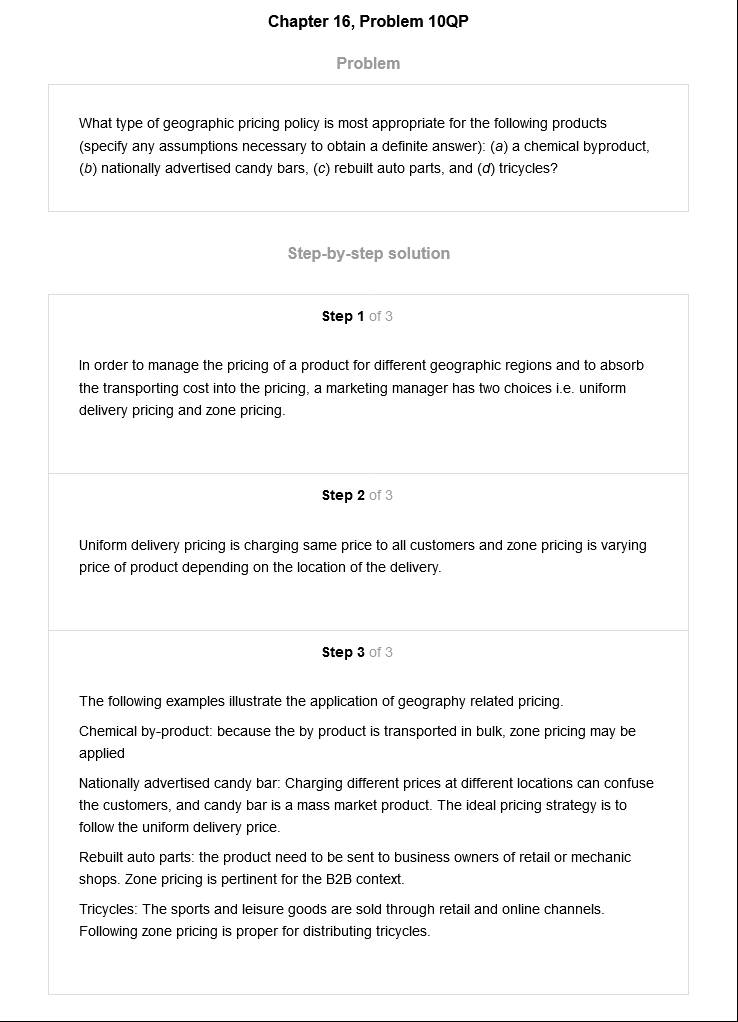 Chapter 16, Problem 10QP
Problem
What type of geographic pricing policy is most appropriate for the following products
(specify any assumptions necessary to obtain a definite answer): (a) a chemical byproduct,
(b) nationally advertised candy bars, (c) rebuilt auto parts, and (d) tricycles?
Step-by-step solution
Step 1 of 3
In order to manage the pricing of a product for different geographic regions and to absorb
the transporting cost into the pricing, a marketing manager has two choices i.e. uniform
delivery pricing and zone pricing.
Step 2 of 3
Uniform delivery pricing is charging same price to all customers and zone pricing is varying
price of product depending on the location of the delivery.
Step 3 of 3
The following examples illustrate the application of geography related pricing.
Chemical by-product: because the by product is transported in bulk, zone pricing may be
applied
Nationally advertised candy bar: Charging different prices at different locations can confuse
the customers, and candy bar is a mass market product. The ideal pricing strategy is to
follow the uniform delivery price.
Rebuilt auto parts: the product need to be sent to business owners of retail or mechanic
shops. Zone pricing is pertinent for the B2B context.
Tricycles: The sports and leisure goods are sold through retail and online channels.
Following zone pricing is proper for distributing tricycles.